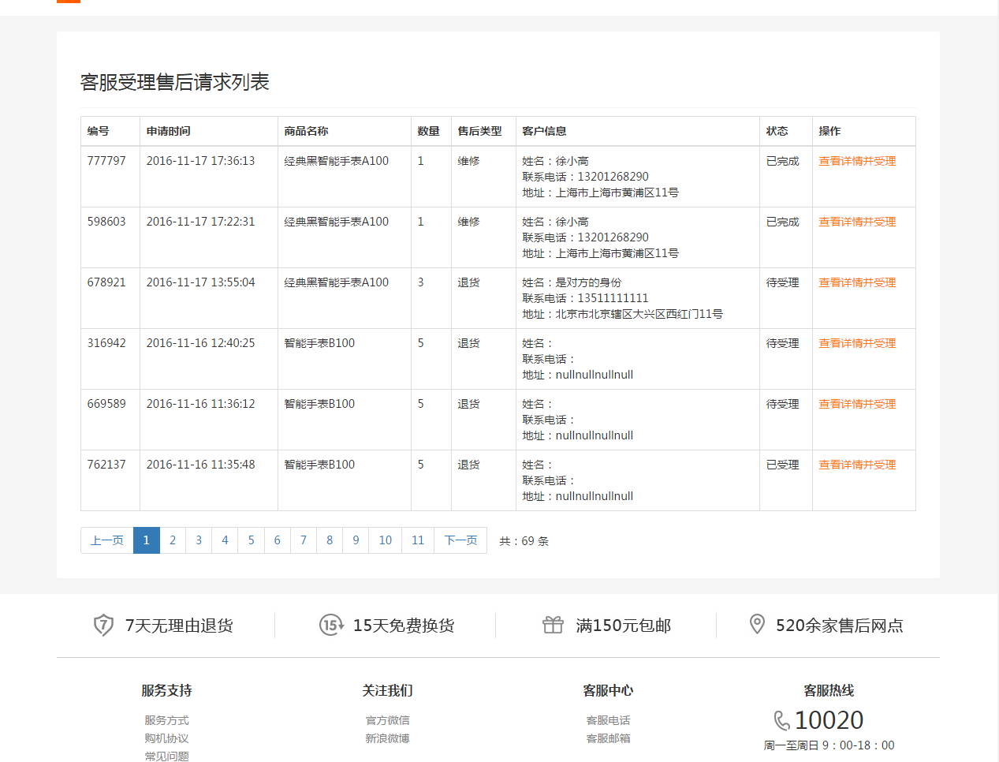 客服受理售后请求列表
编号 申请时间 商品名称 数量 售后类型 客户信息 状态 操作
777797 2016-11-17 17:36:13 经典黑智能手表A100 1 维修 姓名：徐小高 已完成 查看详情并受理
联系电话：13201268290
地址：上海市上海市黄浦区11号
598603 2016-11-17 17:22:31 经典黑智能手表A100 1 维修 姓名：徐小高 已完成 查看详情并受理
联系电话：13201268290
地址：上海市上海市黄浦区11号
678921 2016-11-17 13:55:04 经典黑智能手表A100 3 退货 姓名：是对方的身份 待受理 查看详情并受理
联系电话：13511111111
地址：北京市北京辖区大兴区西红门11号
316942 2016-11-16 12:40:25 智能手表B100 5 退货 姓名： 待受理 查看详情并受理
联系电话：
地址：nullnullnullnull
669589 2016-11-16 11:36:12 智能手表B100 5 退货 姓名： 待受理 查看详情并受理
联系电话：
地址：nullnullnullnull
762137 2016-11-16 11:35:48 智能手表B100 5 退货 姓名： 已受理 查看详情并受理
联系电话：
地址：nullnullnullnull
上一页 1 2 3 4 5 6 7 8 9 10 11 下一页 共：69 条
7 7天无理由退货 15 15天免费换货 满150元包邮 520余家售后网点
服务支持 关注我们 客服中心 客服热线
服务方式 官方微信 客服电话 10020
购机协议 新浪微博 客服邮箱 周一至周日 9：00-18：00
常见问题